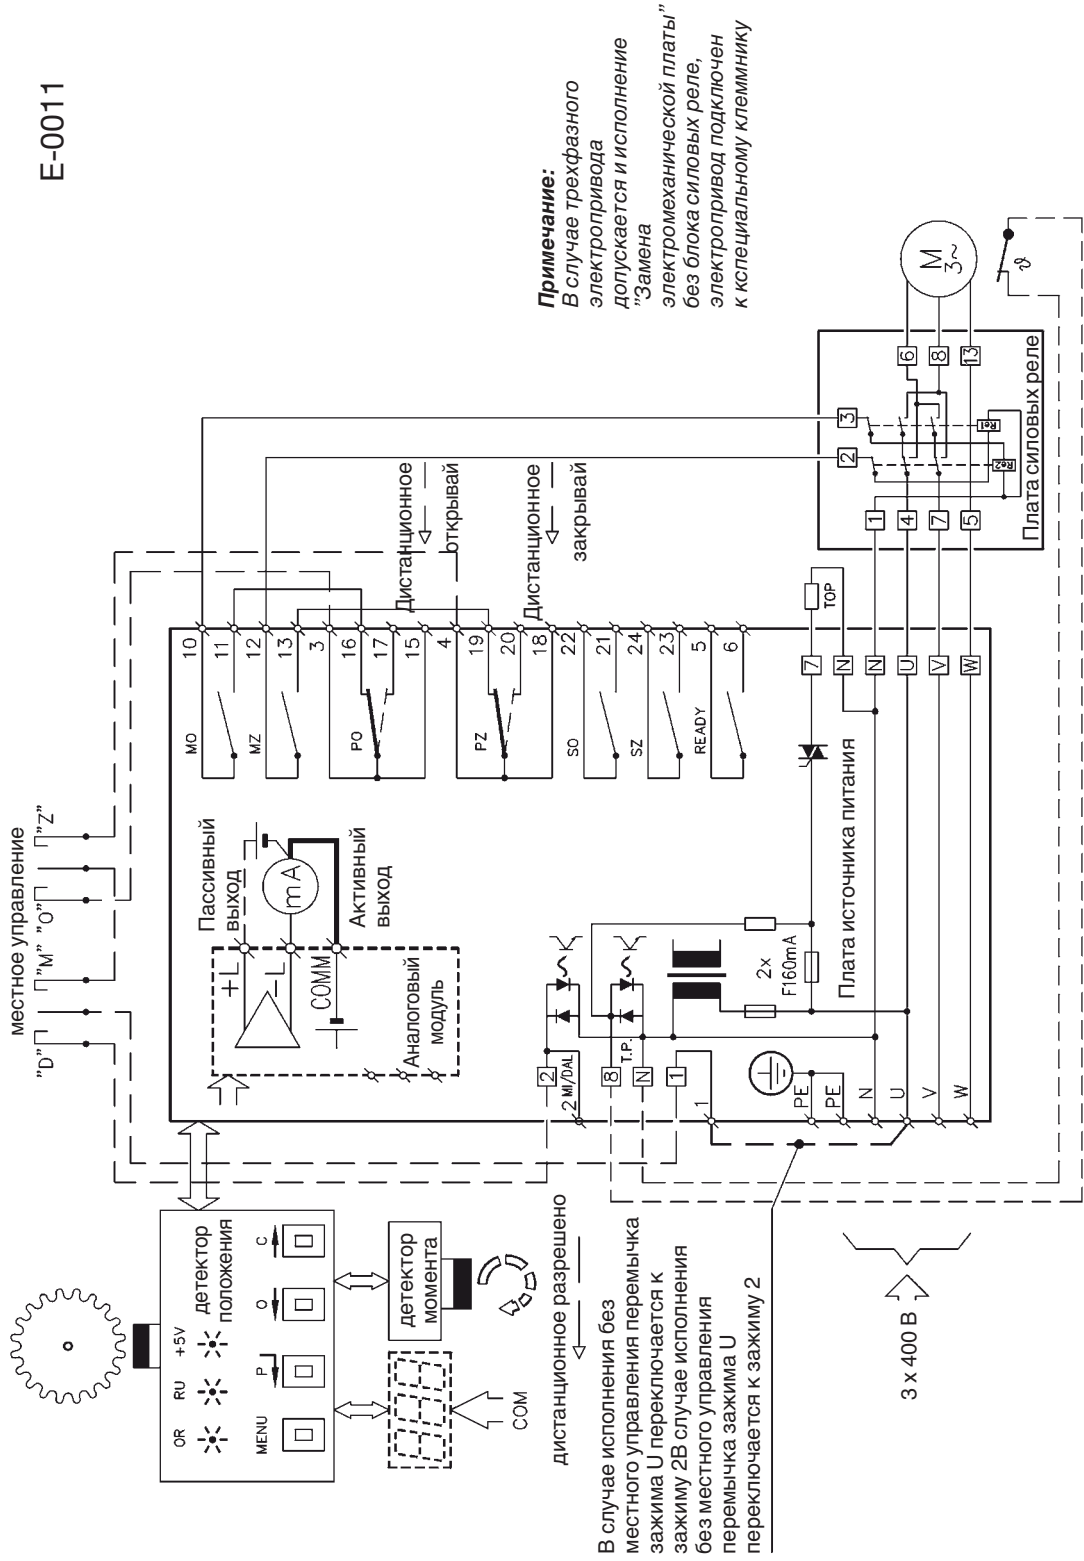 E-0011
Примечание:
В случае трехфазного
электропривода
допускается и исполнение
"Замена
электромеханической платы"
без блока силовых реле,
электропривод подключен
к кспециальному клеммнику
местное управление
"D"
"M"
"O"
"Z"
Пассивный
выход
+L
-L
COMM
mA
Активный
выход
Аналоговый
модуль
MO
MZ
PO
PZ
SO
SZ
READY
10
11
12
13
3
16
17
15
4
19
20
18
22
21
24
23
5
6
Дистанционное
открывай
Дистанционное
закрывай
M
3~
ϑ
Плата силовых реле
3
2
1
4
7
5
6
8
13
Re1
Re2
TOP
7
N
N
U
V
W
Плата источника питания
2x
F160mA
T.P.
2
8
N
1
2 MI/DAL
1
PE
PE
N
U
V
W
детектор
положения
OR
RU
+5V
MENU
P
O
C
детектор
момента
COM
дистанционное разрешено
В случае исполнения без
местного управления перемычка
зажима U переключается к
зажиму 2В случае исполнения
без местного управления
перемычка зажима U
переключается к зажиму 2
3 x 400 В